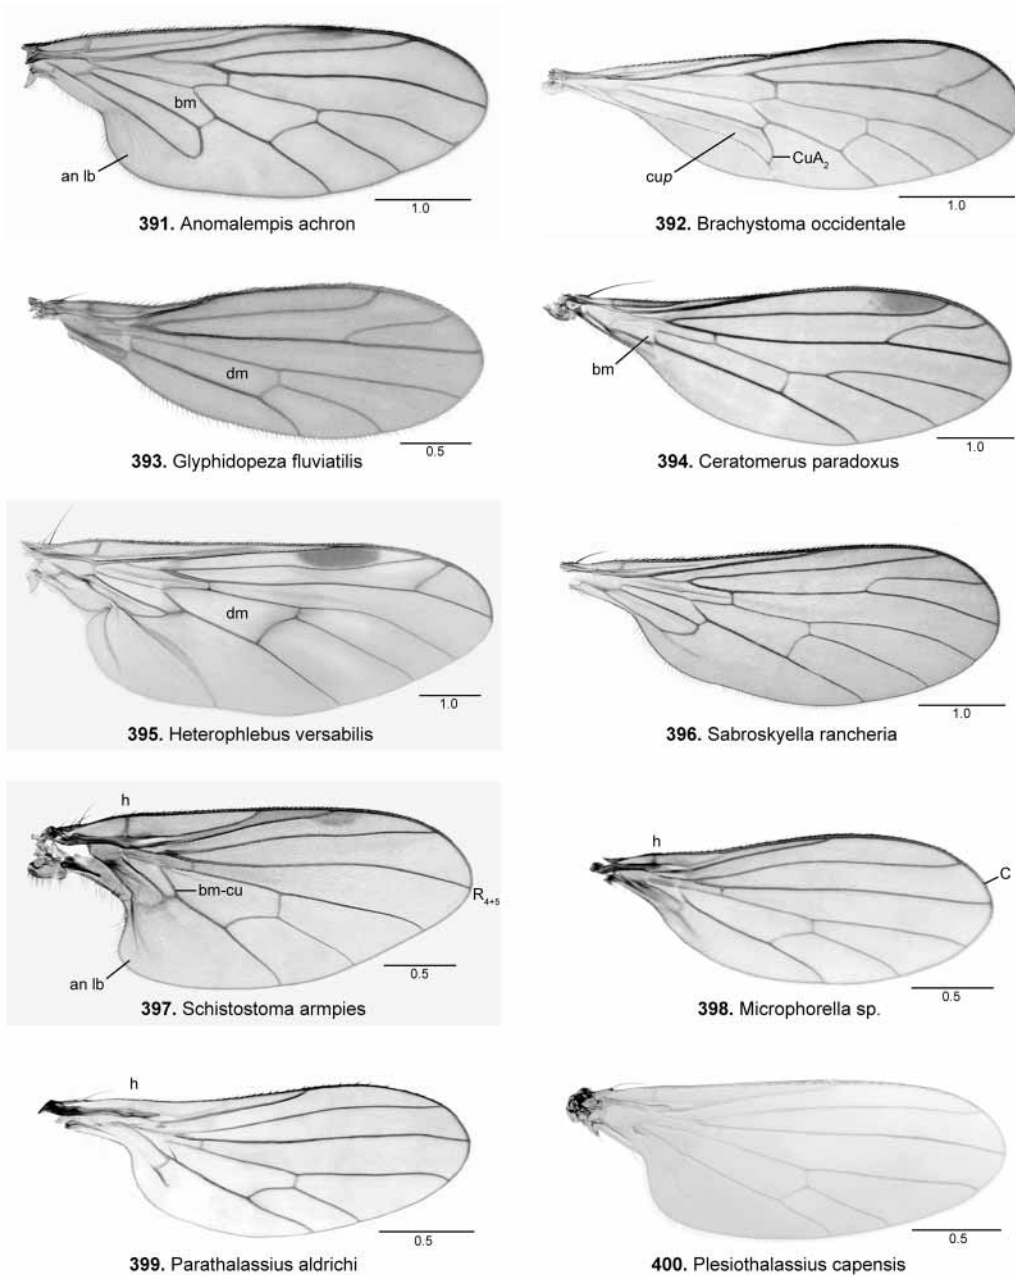 bm
an lb
1.0
391. Anomalempis achron
cup
CuA2
1.0
392. Brachystoma occidentale
dm
0.5
393. Glyphidopeza fluviatilis
bm
1.0
394. Ceratomerus paradoxus
dm
1.0
395. Heterophlebus versabilis
1.0
396. Sabroskyella rancheria
h
bm-cu
R4+5
an lb
0.5
397. Schistostoma armpies
h
C
0.5
398. Microphorella sp.
h
0.5
399. Parathalassius aldrichi
0.5
400. Plesiothalassius capensis